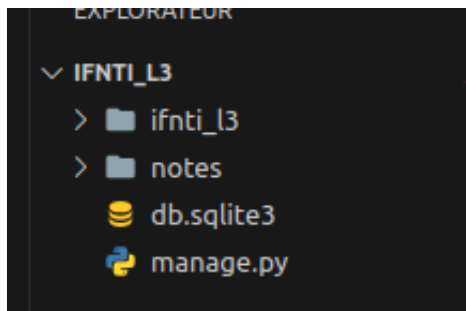 EXPLORATEUR
IFNTI_L3
ifnti_l3
notes
db.sqlite3
manage.py